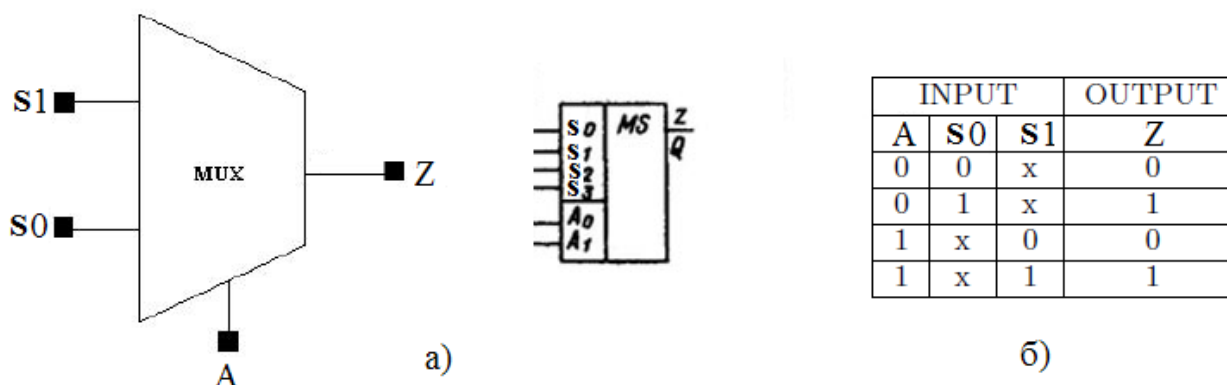 S1
MUX
S0
Z
A
а)
S0 MS Z
S1 Q
S2
S3
A0
A1
INPUT OUTPUT
A S0 S1 Z
0 0 x 0
0 1 x 1
1 x 0 0
1 x 1 1
б)